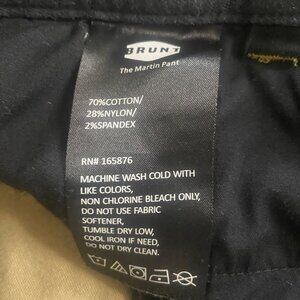 BRUNT
The Martin Pant
70%COTTON/
28%NYLON/
2%SPANDEX
RN# 165876
MACHINE WASH COLD WITH
LIKE COLORS,
NON CHLORINE BLEACH ONLY,
DO NOT USE FABRIC
SOFTENER,
TUMBLE DRY LOW,
COOL IRON IF NEED,
DO NOT DRY CLEAN.